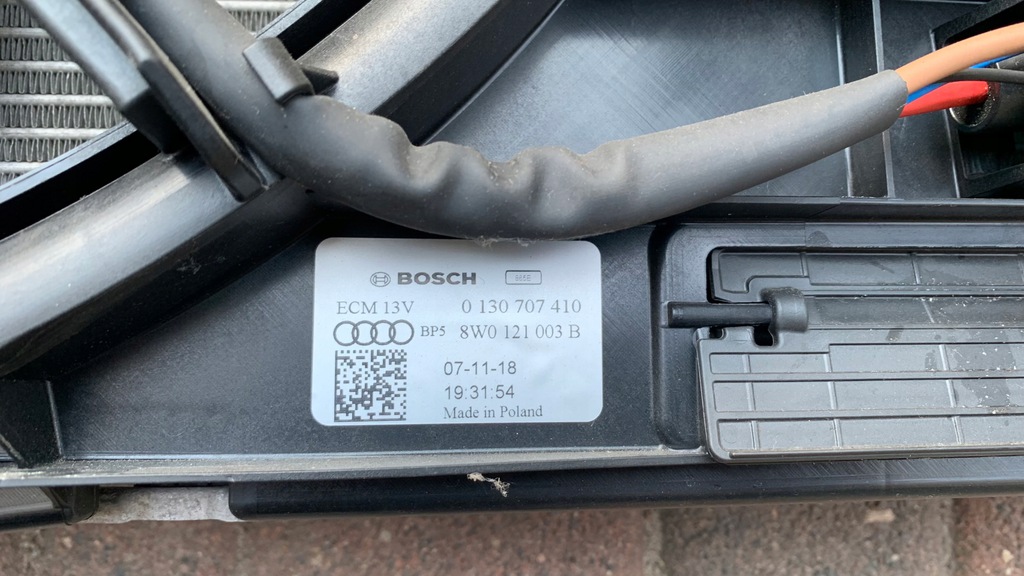 BOSCH
ECM 13V 0 130 707 410
BP5 8W0 121 003 B
07-11-18
19:31:54
Made in Poland